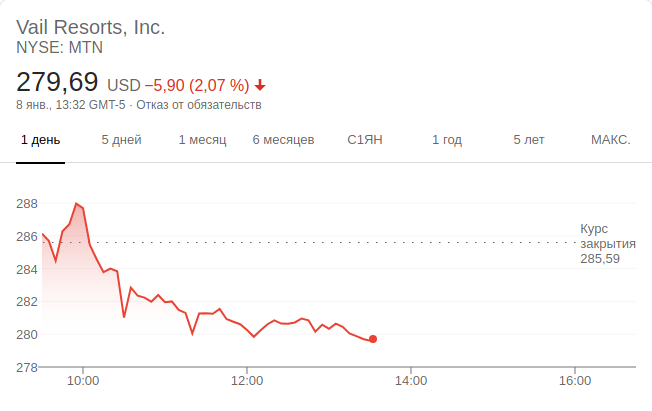 Vail Resorts, Inc.
NYSE: MTN
279,69 USD −5,90 (2,07 %)
8 янв., 13:32 GMT-5 · Отказ от обязательств
1 день 5 дней 1 месяц 6 месяцев С1ЯН 1 год 5 лет МАКС.
288
286
284
282
280
278
Курс
закрытия
285,59
10:00 12:00 14:00 16:00